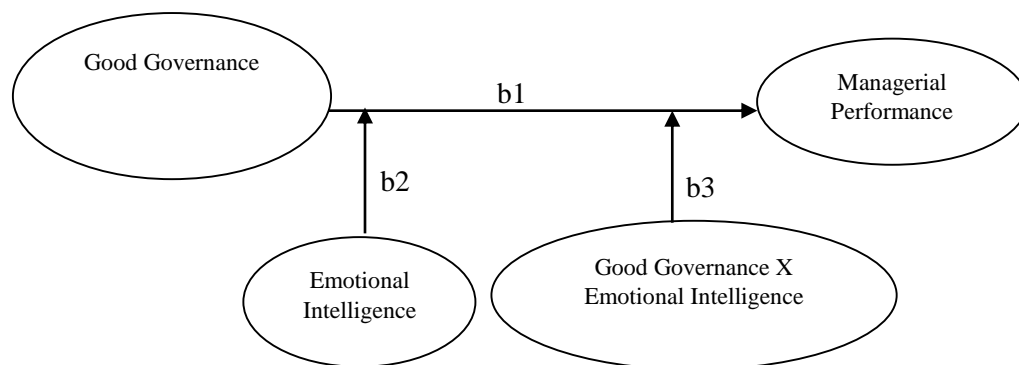 Good Governance
Managerial
Performance
b1
b2
b3
Emotional
Intelligence
Good Governance X
Emotional Intelligence